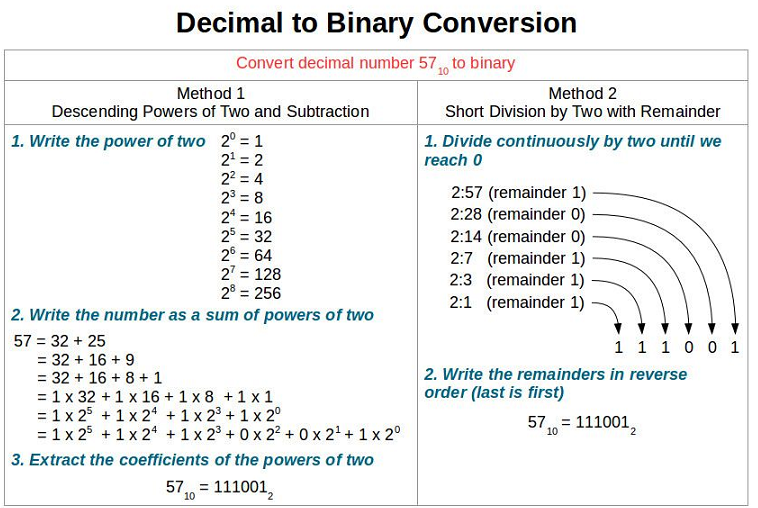 Decimal to Binary Conversion
Convert decimal number 57₁₀ to binary
Method 1
Descending Powers of Two and Subtraction
1. Write the power of two
2⁰ = 1
2¹ = 2
2² = 4
2³ = 8
2⁴ = 16
2⁵ = 32
2⁶ = 64
2⁷ = 128
2⁸ = 256
2. Write the number as a sum of powers of two
57 = 32 + 25
= 32 + 16 + 9
= 32 + 16 + 8 + 1
= 1 x 32 + 1 x 16 + 1 x 8 + 1 x 1
= 1 x 2⁵ + 1 x 2⁴ + 1 x 2³ + 1 x 2⁰
= 1 x 2⁵ + 1 x 2⁴ + 1 x 2³ + 0 x 2² + 0 x 2¹ + 1 x 2⁰
3. Extract the coefficients of the powers of two
57₁₀ = 111001₂
Method 2
Short Division by Two with Remainder
1. Divide continuously by two until we
reach 0
2:57 (remainder 1)
2:28 (remainder 0)
2:14 (remainder 0)
2:7 (remainder 1)
2:3 (remainder 1)
2:1 (remainder 1)
1 1 1 0 0 1
2. Write the remainders in reverse
order (last is first)
57₁₀ = 111001₂